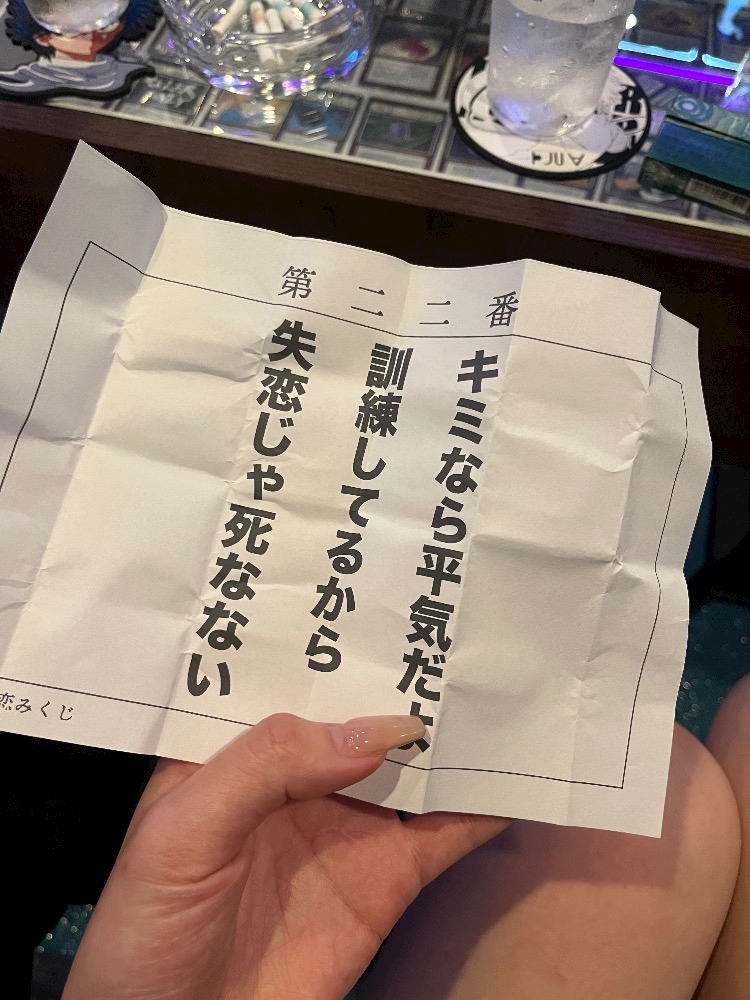 第二二番
キミなら平気だよ
訓練してるから
失恋じゃ死なない
恋みくじ